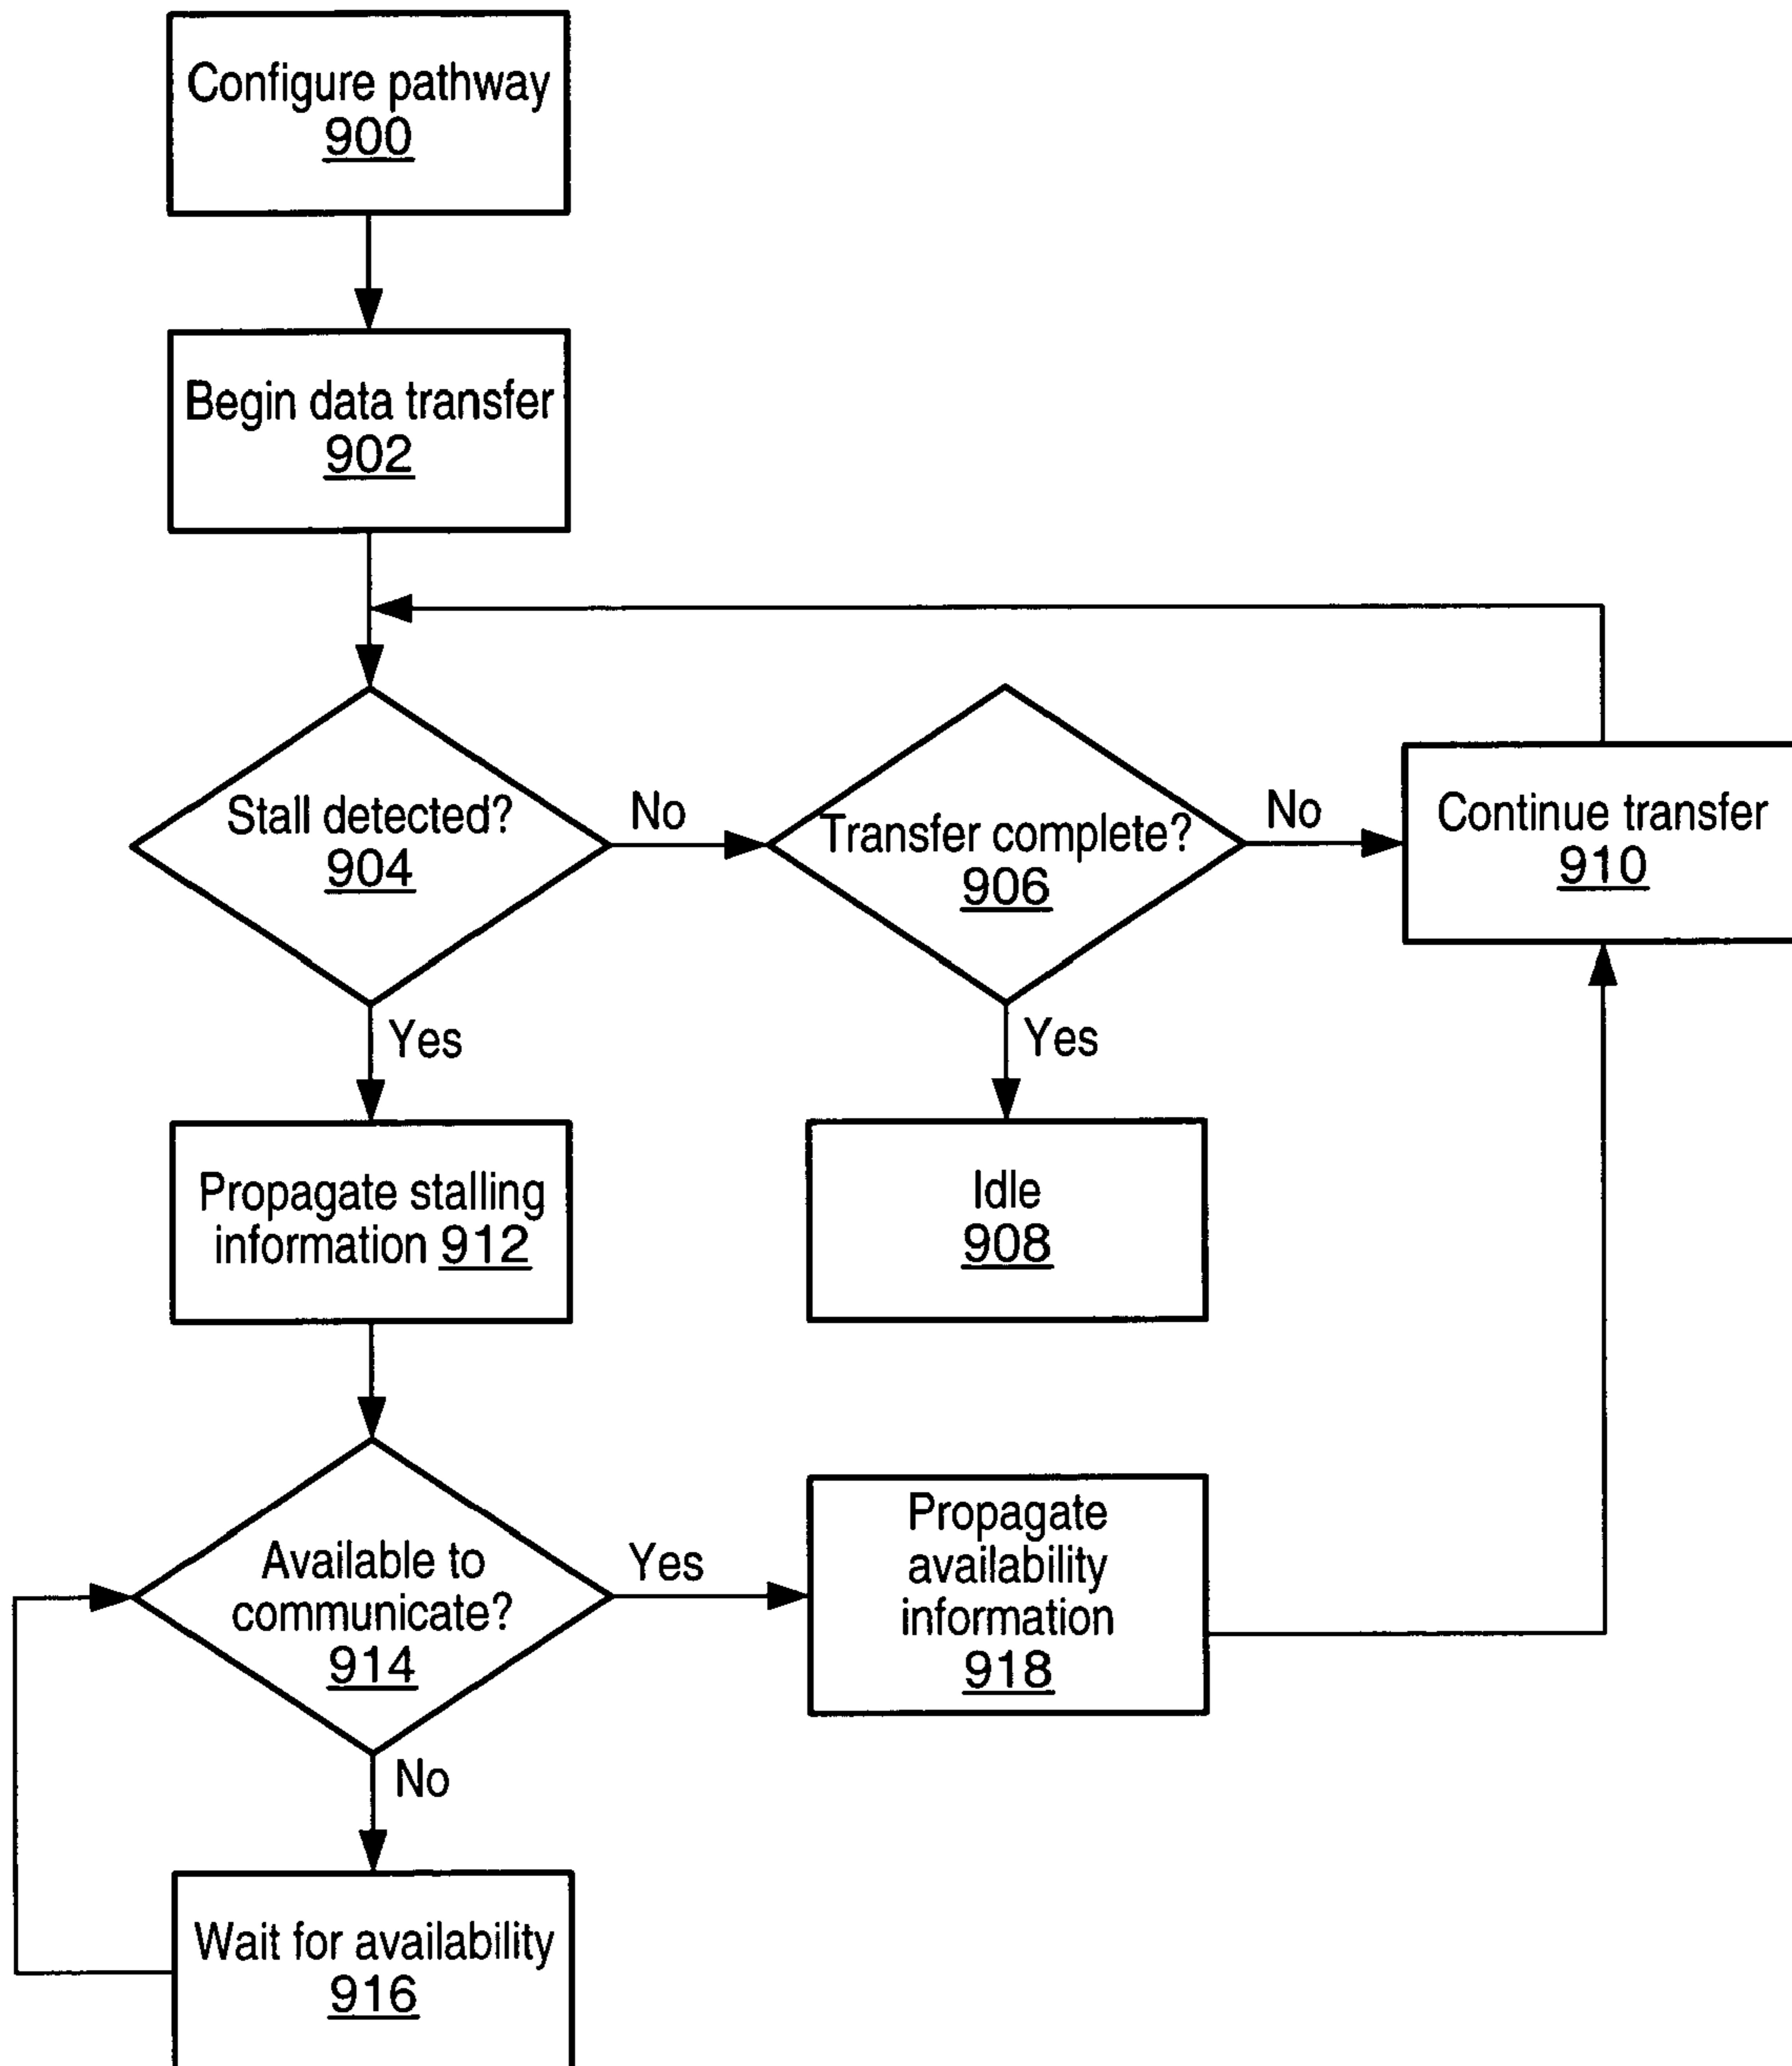 Configure pathway
900
Begin data transfer
902
Stall detected?
904
No
Transfer complete?
906
No
Continue transfer
910
Yes
Yes
Propagate stalling
information 912
Idle
908
Available to
communicate?
914
Yes
Propagate
availability
information
918
No
Wait for availability
916